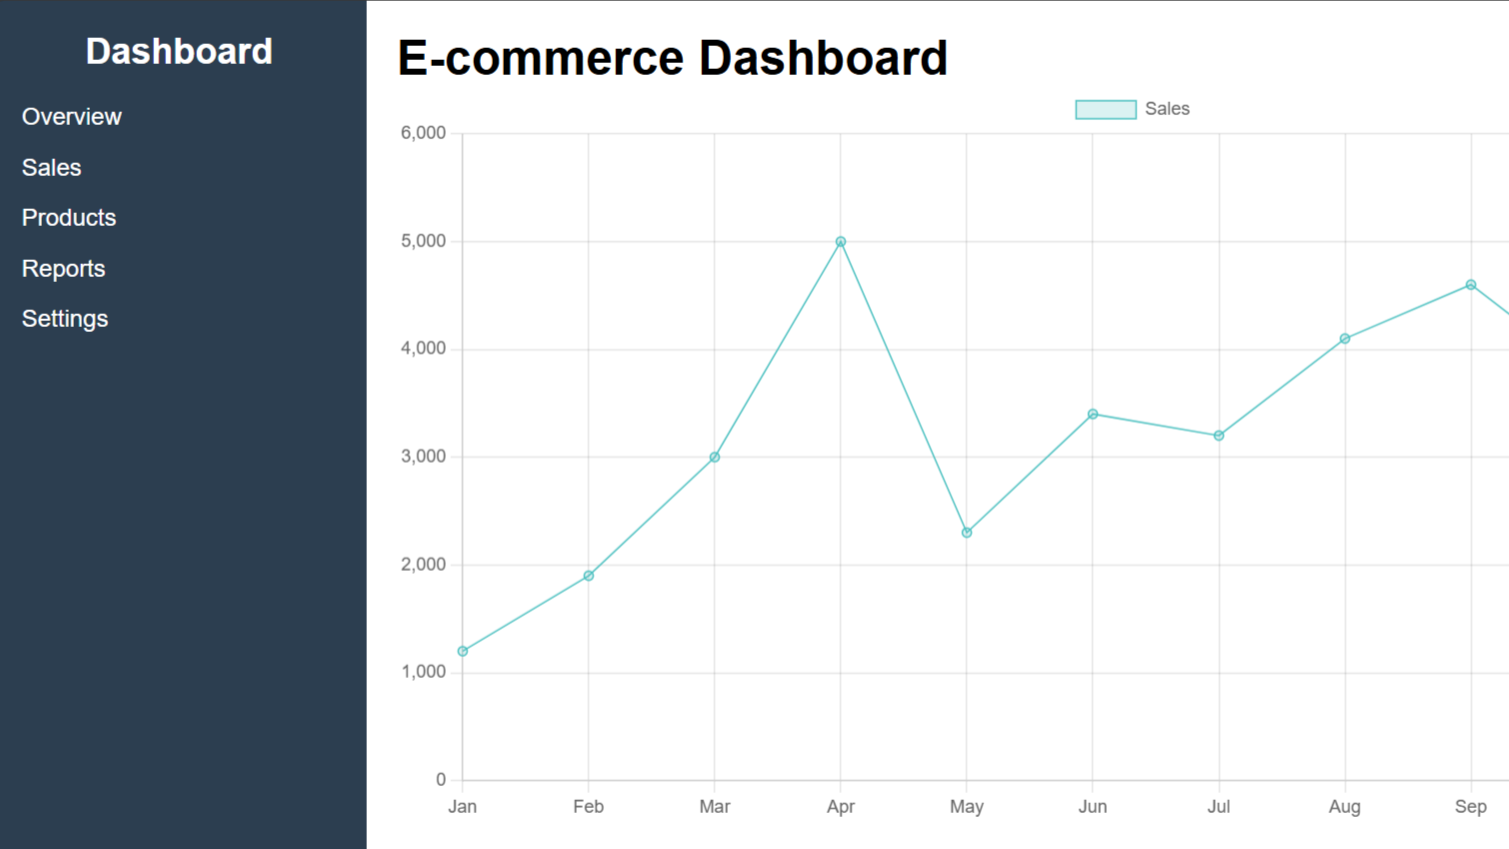 Dashboard
Overview
Sales
Products
Reports
Settings
E-commerce Dashboard
Sales
6,000
5,000
4,000
3,000
2,000
1,000
0
Jan Feb Mar Apr May Jun Jul Aug Sep